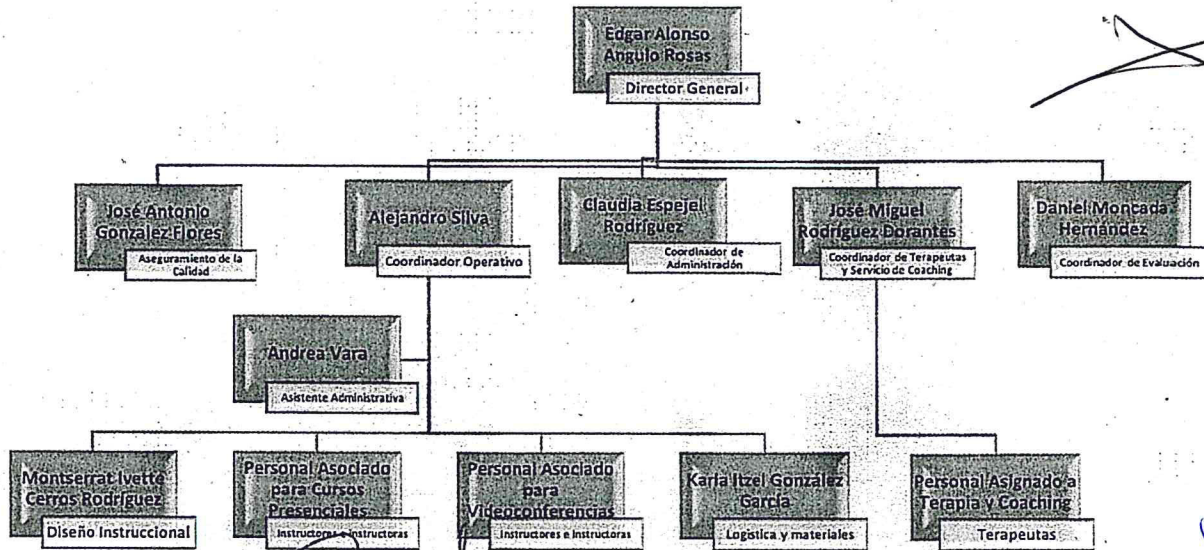 Edgar Alonso
Angulo Rosas
Director General
José Antonio
González Flores
Aseguramiento de la
Calidad
Alejandro Silva
Coordinador Operativo
Claudia Espejel
Rodríguez
Coordinador de
Administración
José Miguel
Rodríguez Dorantes
Coordinador de Terapeutas
y Servicio de Coaching
Daniel Moncada
Hernández
Coordinador de Evaluación
Andrea Vara
Asistente Administrativa
Montserrat Ivette
Cerros Rodríguez
Diseño Instruccional
Personal Asociado
para Cursos
Presenciales
Instructores e Instructoras
Personal Asociado
para
Videoconferencias
Instructores e Instructoras
Karla Itzel González
García
Logística y materiales
Personal Asignado a
Terapia y Coaching
Terapeutas